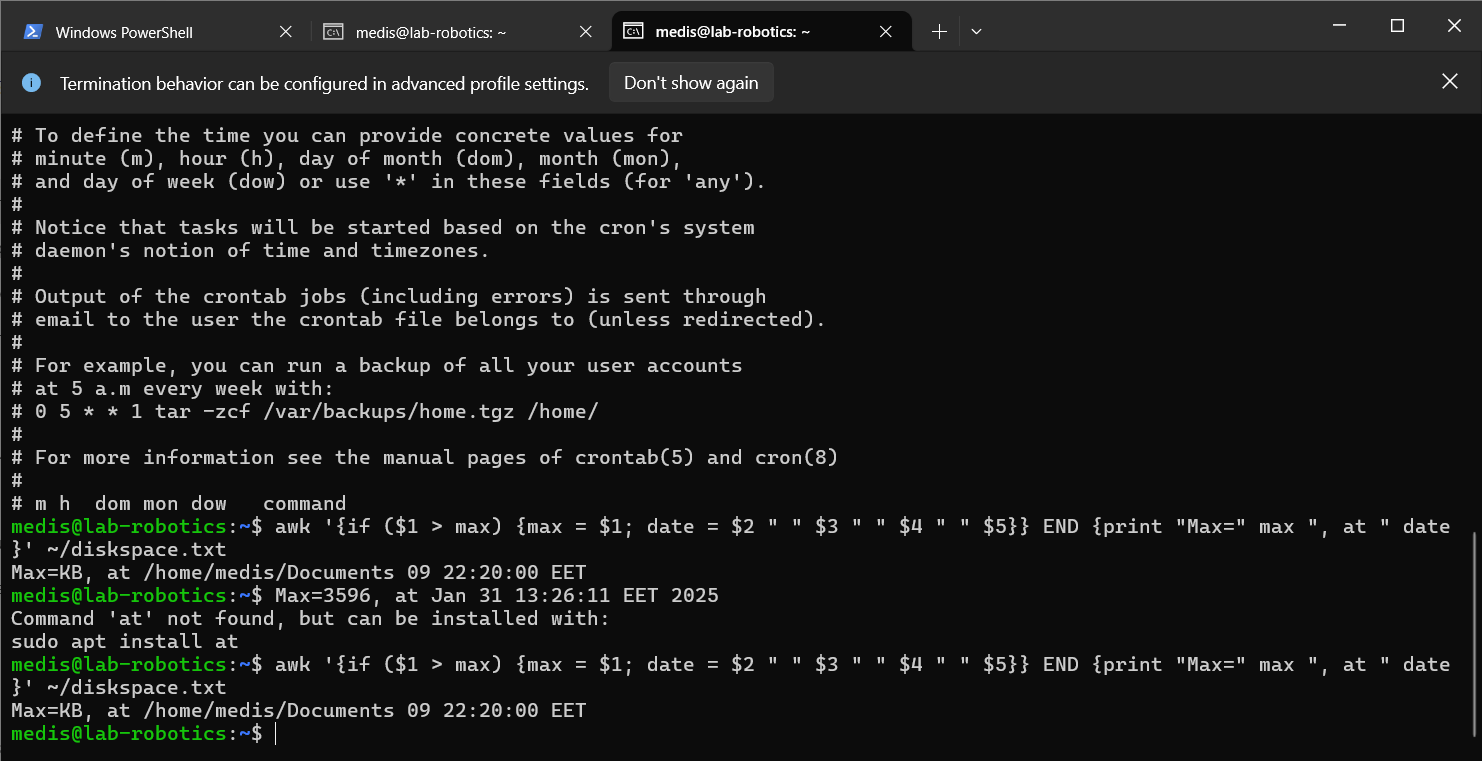 Windows PowerShell
medis@lab-robotics: ~
medis@lab-robotics: ~
Termination behavior can be configured in advanced profile settings.
Don't show again
# To define the time you can provide concrete values for
# minute (m), hour (h), day of month (dom), month (mon),
# and day of week (dow) or use '*' in these fields (for 'any').
#
# Notice that tasks will be started based on the cron's system
# daemon's notion of time and timezones.
#
# Output of the crontab jobs (including errors) is sent through
# email to the user the crontab file belongs to (unless redirected).
#
# For example, you can run a backup of all your user accounts
# at 5 a.m every week with:
# 0 5 * * 1 tar -zcf /var/backups/home.tgz /home/
#
# For more information see the manual pages of crontab(5) and cron(8)
#
# m h  dom mon dow   command
medis@lab-robotics:~$ awk '{if ($1 > max) {max = $1; date = $2 " " $3 " " $4 " " $5}} END {print "Max=" max ", at " date
}' ~/diskspace.txt
Max=KB, at /home/medis/Documents 09 22:20:00 EET
medis@lab-robotics:~$ Max=3596, at Jan 31 13:26:11 EET 2025
Command 'at' not found, but can be installed with:
sudo apt install at
medis@lab-robotics:~$ awk '{if ($1 > max) {max = $1; date = $2 " " $3 " " $4 " " $5}} END {print "Max=" max ", at " date
}' ~/diskspace.txt
Max=KB, at /home/medis/Documents 09 22:20:00 EET
medis@lab-robotics:~$